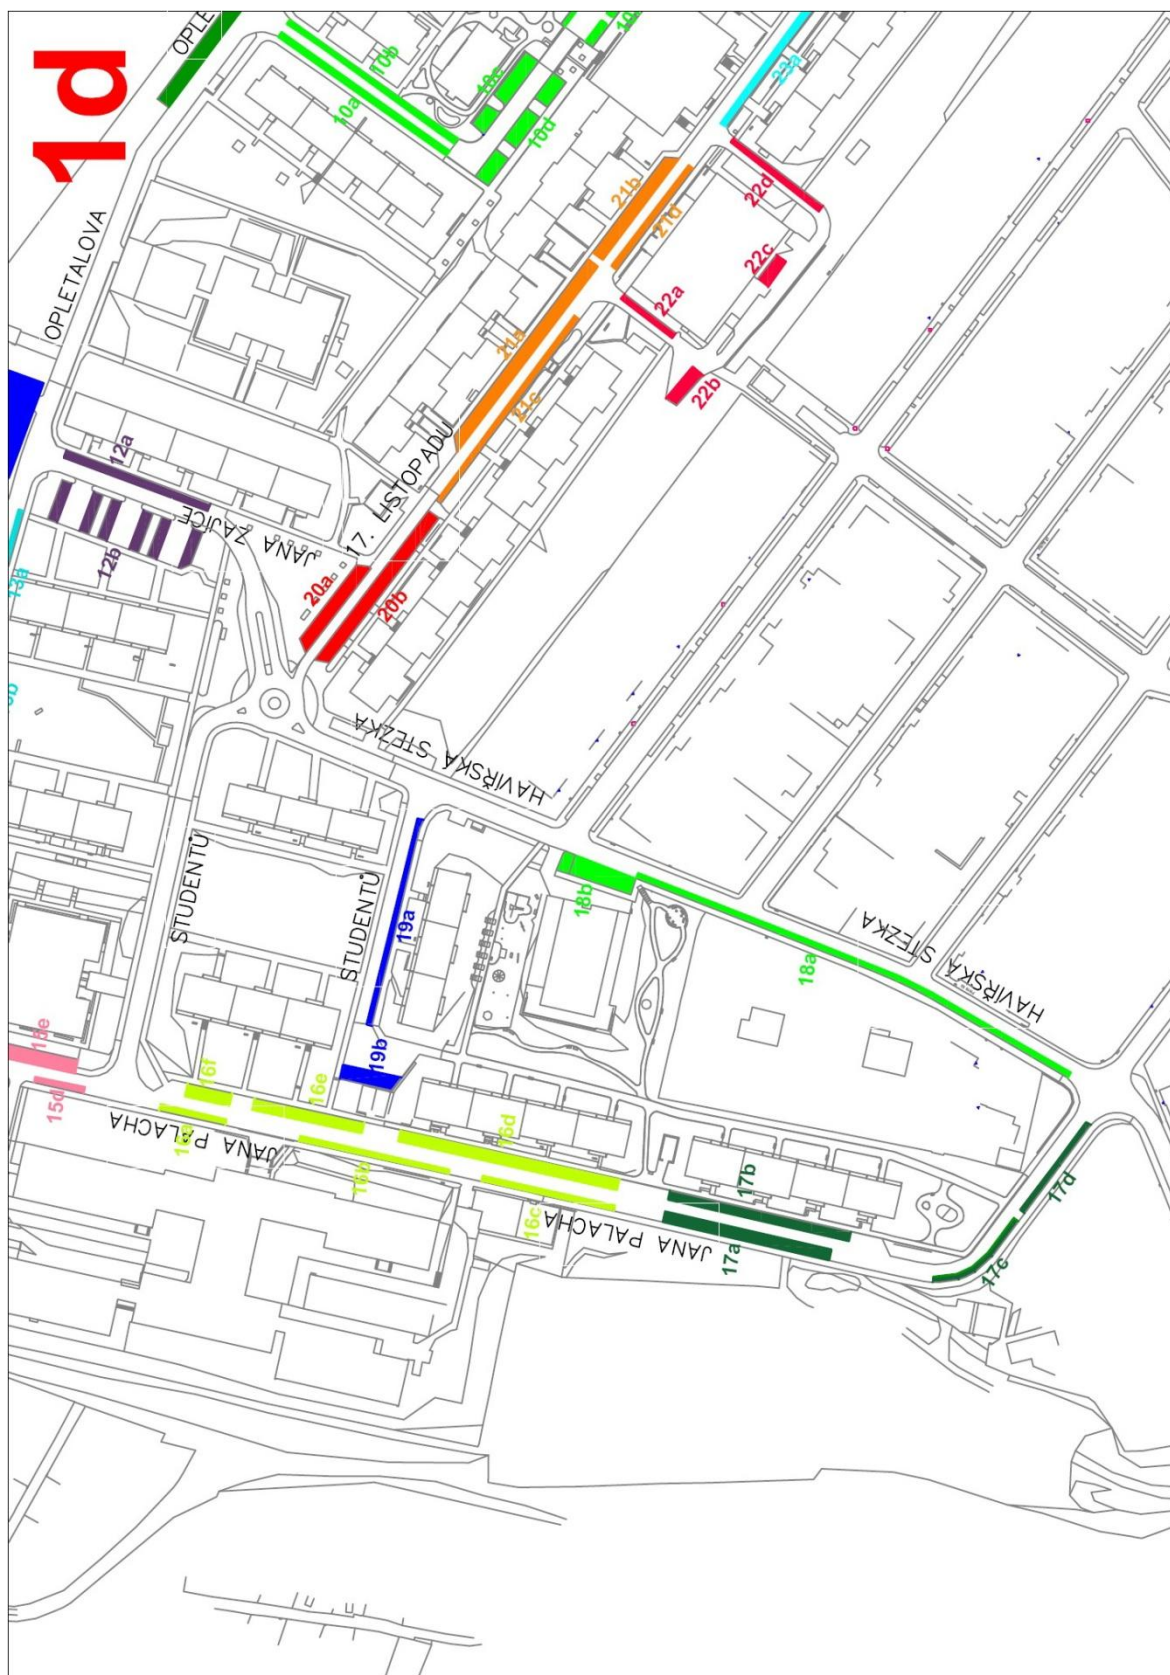 1d
OPLE
OPLETALOVA
10b
10a
10c
10d
23a
21b
21d
22d
22c
22a
22b
21a
21c
12a
12b
JANA ZAJÍCE
17. LISTOPADU
20a
20b
13a
HAVÍŘSKÁ STEZKA
STUDENTŮ
STUDENTŮ
19a
19b
18b
18a
HAVÍŘSKÁ STEZKA
15e
15d
16f
16e
16a
JANA PALACHA
16b
16d
16c
JANA PALACHA
17b
17a
17d
17c